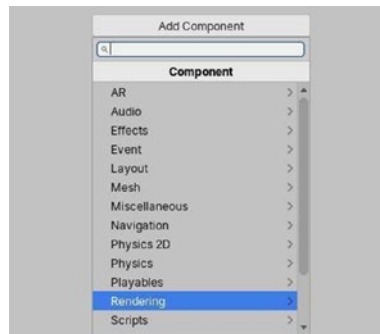 Add Component
Component
AR
Audio
Effects
Event
Layout
Mesh
Miscellaneous
Navigation
Physics 2D
Physics
Playables
Rendering
Scripts